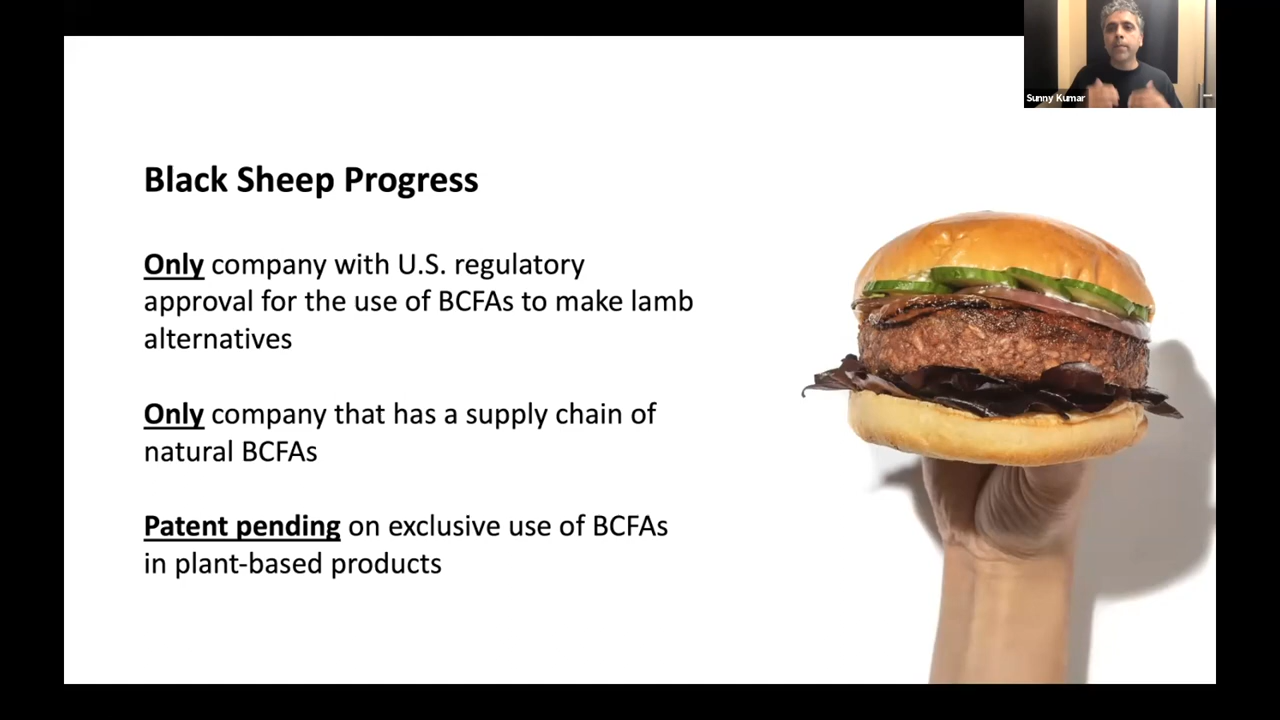 Sunny Kumar
Black Sheep Progress
Only company with U.S. regulatory
approval for the use of BCFAs to make lamb
alternatives
Only company that has a supply chain of
natural BCFAs
Patent pending on exclusive use of BCFAs
in plant-based products